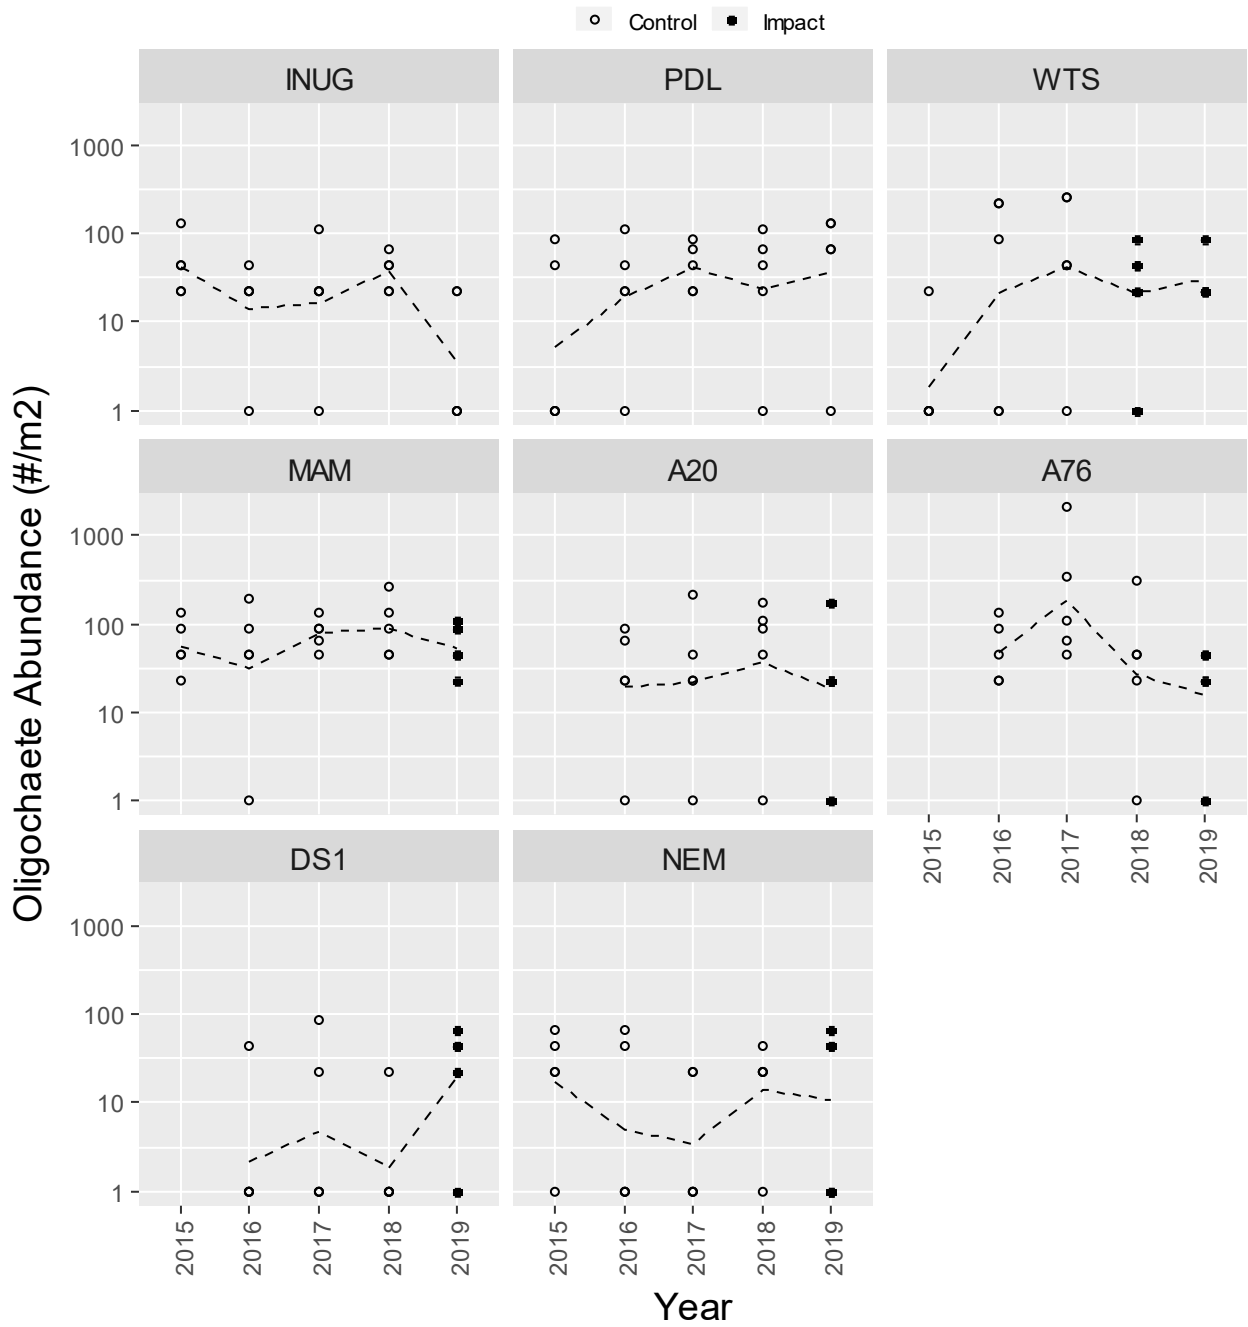 Control Impact
INUG PDL WTS
1000
100
10
1
MAM A20 A76
1000
100
10
1
2015 2016 2017 2018 2019
DS1 NEM
1000
100
10
1
2015 2016 2017 2018 2019 2015 2016 2017 2018 2019
Year
Oligochaete Abundance (#/m2)